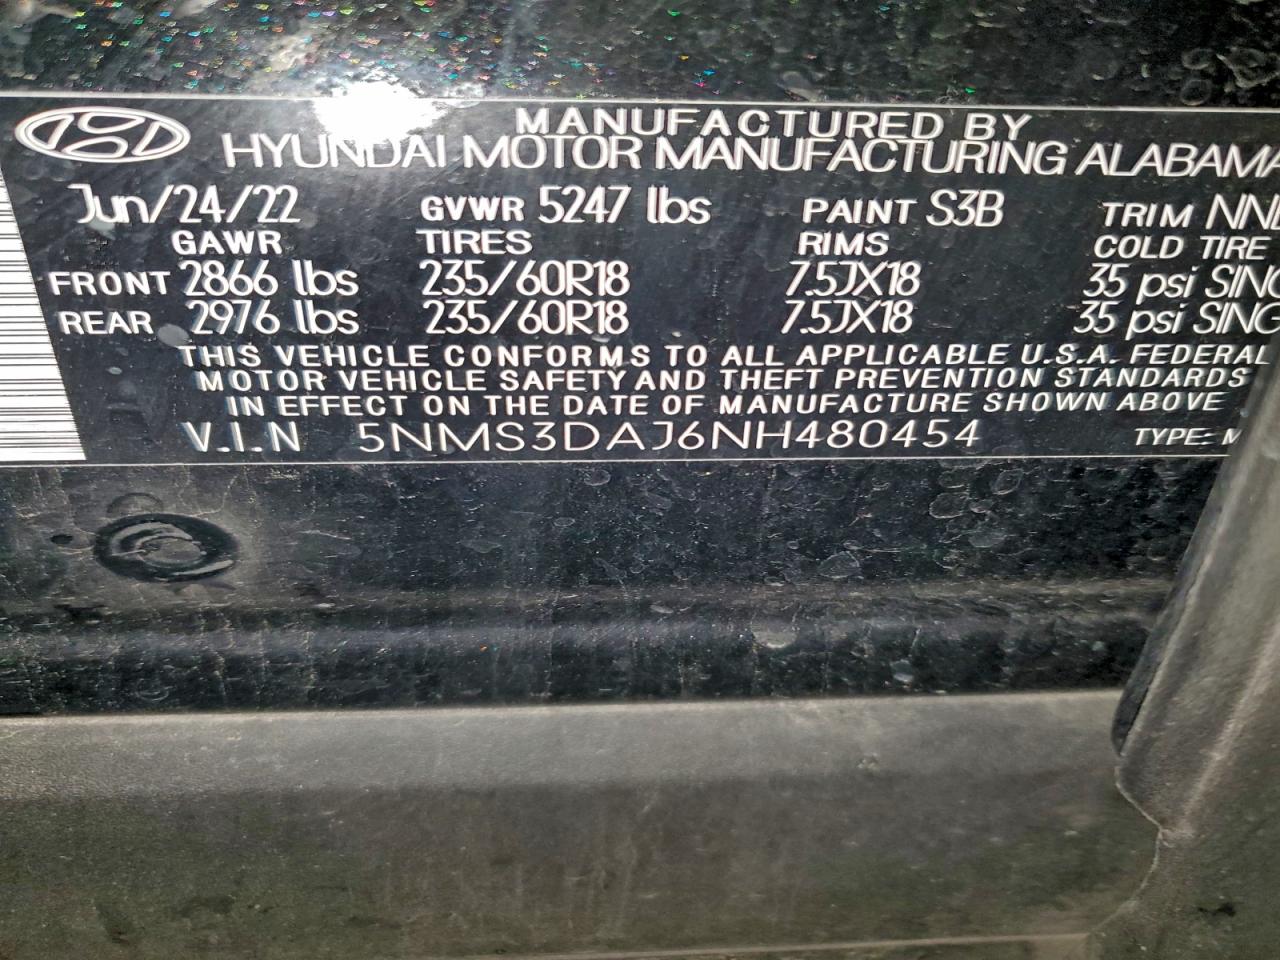 MANUFACTURED BY
HYUNDAI MOTOR MANUFACTURING ALABAMA
Jun/24/22 GVWR 5247 lbs PAINT S3B TRIM
GAWR TIRES RIMS COLD TIRE
FRONT 2866 lbs 235/60R18 7.5JX18 35 psi
REAR 2976 lbs 235/60R18 7.5JX18 35 psi
THIS VEHICLE CONFORMS TO ALL APPLICABLE U.S.A. FEDERAL
MOTOR VEHICLE SAFETY AND THEFT PREVENTION STANDARDS
IN EFFECT ON THE DATE OF MANUFACTURE SHOWN ABOVE
V.I.N 5NMS3DAJ6NH480454 TYPE: